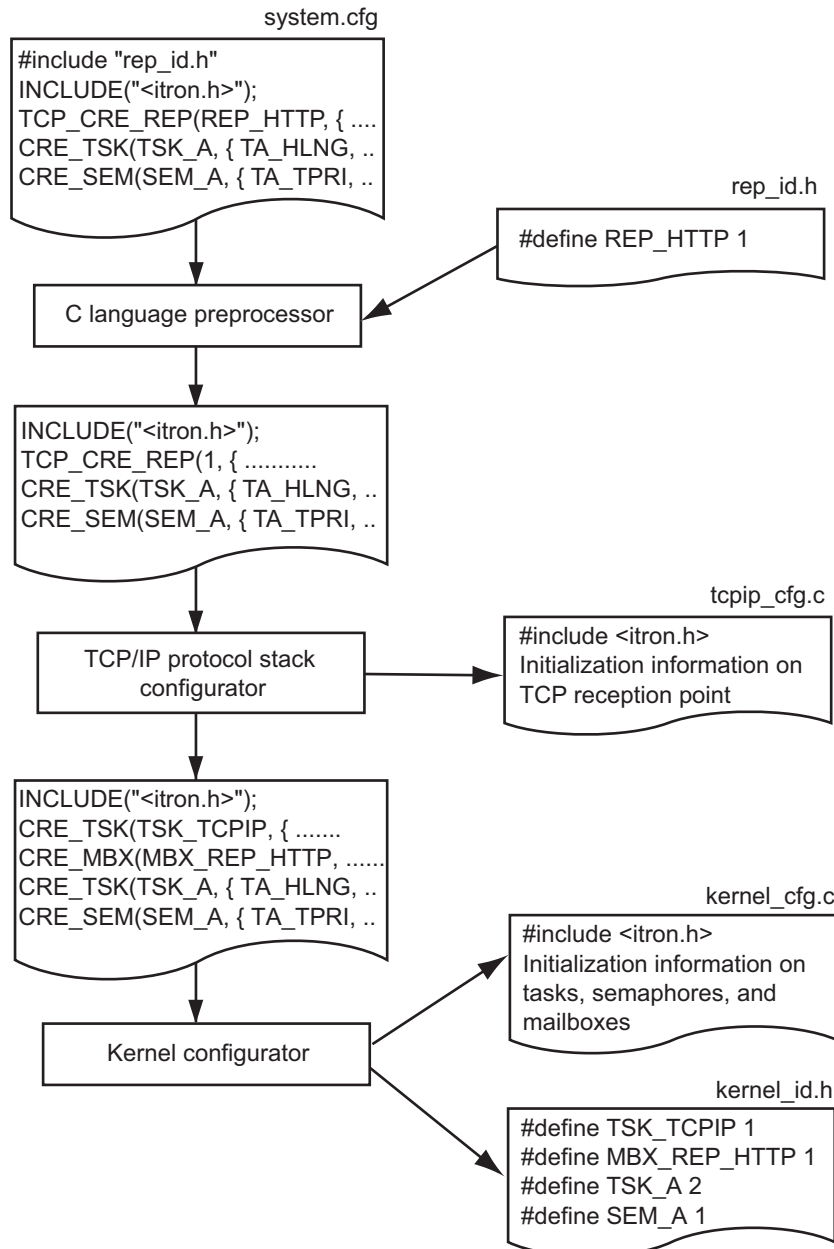 system.cfg
#include "rep_id.h"
INCLUDE("<itron.h>");
TCP_CRE_REP(REP_HTTP, { ....
CRE_TSK(TSK_A, { TA_HLNG, ..
CRE_SEM(SEM_A, { TA_TPRI, ..
rep_id.h
#define REP_HTTP 1
C language preprocessor
INCLUDE("<itron.h>");
TCP_CRE_REP(1, { ...........
CRE_TSK(TSK_A, { TA_HLNG, ..
CRE_SEM(SEM_A, { TA_TPRI, ..
tcpip_cfg.c
TCP/IP protocol stack
configurator
#include <itron.h>
Initialization information on
TCP reception point
INCLUDE("<itron.h>");
CRE_TSK(TSK_TCPIP, { .......
CRE_MBX(MBX_REP_HTTP, ......
CRE_TSK(TSK_A, { TA_HLNG, ..
CRE_SEM(SEM_A, { TA_TPRI, ..
kernel_cfg.c
#include <itron.h>
Initialization information on
tasks, semaphores, and
mailboxes
Kernel configurator
kernel_id.h
#define TSK_TCPIP 1
#define MBX_REP_HTTP 1
#define TSK_A 2
#define SEM_A 1